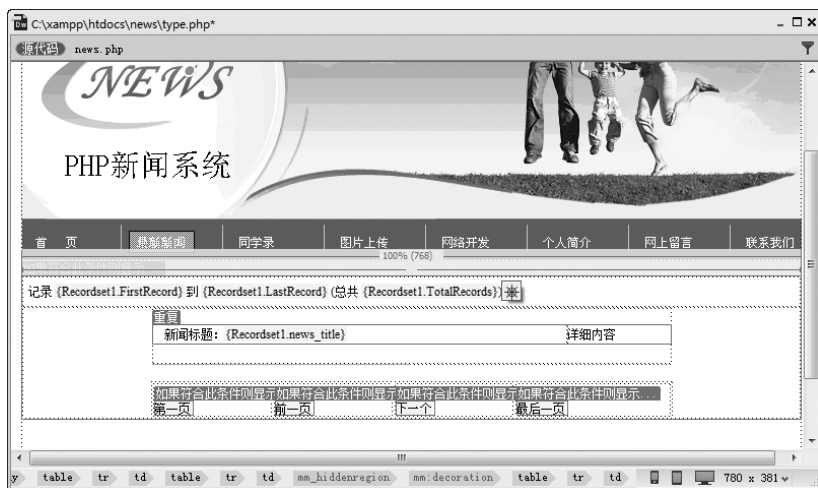 Dw C:\xampp\htdocs\news\type.php*
源代码 news.php
NEWS
PHP新闻系统
首 页 同学录 图片上传 网络开发 个人简介 网上留言 联系我们
100% (768)
记录 {Recordset1.FirstRecord} 到 {Recordset1.LastRecord} (总共 {Recordset1.TotalRecords})
重复
新闻标题：{Recordset1.news_title} 详细内容
如果符合此条件则显示如果符合此条件则显示如果符合此条件则显示如果符合此条件则显示...
第一页 前一页 下一个 最后一页
y table tr td table tr td mm_hiddenregion mm:decoration table tr td 780 x 381